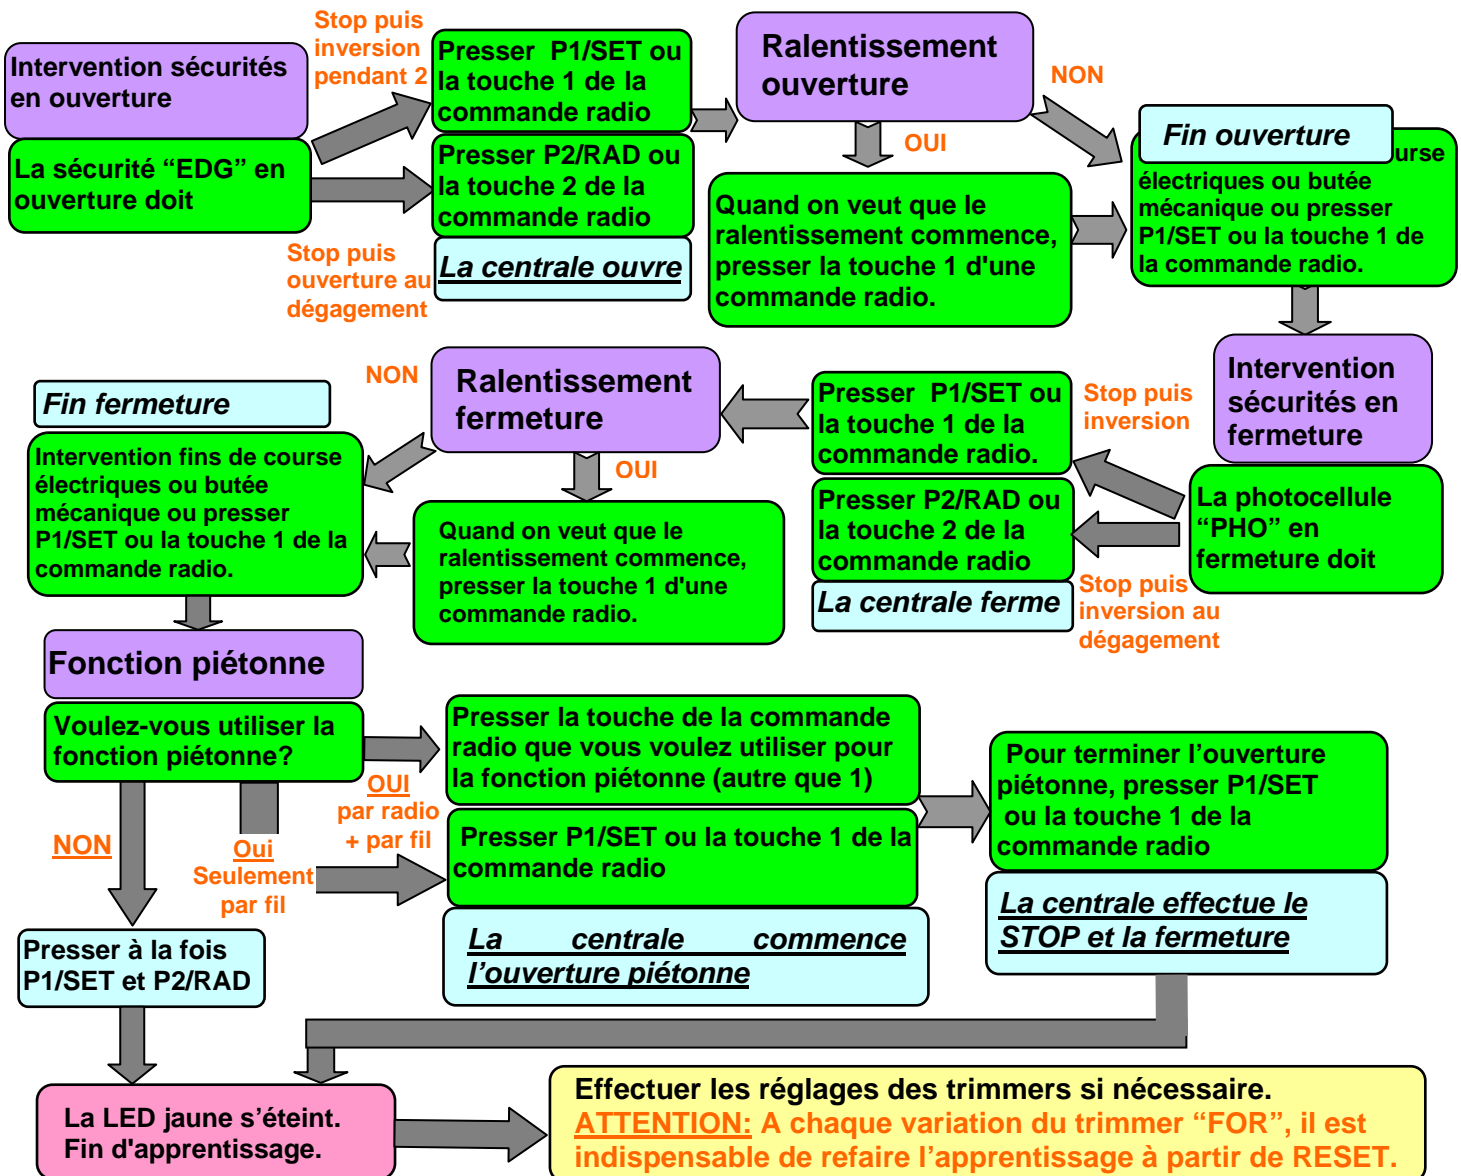 Intervention sécurités
en ouverture
La sécurité “EDG” en
ouverture doit
Stop puis
inversion
pendant 2
Stop puis
ouverture au
dégagement
Presser  P1/SET ou
la touche 1 de la
commande radio
Presser P2/RAD ou
la touche 2 de la
commande radio
La centrale ouvre
Ralentissement
ouverture
NON
OUI
Quand on veut que le
ralentissement commence,
presser la touche 1 d'une
commande radio.
Fin ouverture
urse
électriques ou butée
mécanique ou presser
P1/SET ou la touche 1 de
la commande radio.
Intervention
sécurités en
fermeture
La photocellule
“PHO” en
fermeture doit
Stop puis
inversion
Stop puis
inversion au
dégagement
Presser  P1/SET ou
la touche 1 de la
commande radio.
Presser P2/RAD ou
la touche 2 de la
commande radio
La centrale ferme
Ralentissement
fermeture
NON
OUI
Quand on veut que le
ralentissement commence,
presser la touche 1 d'une
commande radio.
Fin fermeture
Intervention fins de course
électriques ou butée
mécanique ou presser
P1/SET ou la touche 1 de la
commande radio.
Fonction piétonne
Voulez-vous utiliser la
fonction piétonne?
NON
Oui
Seulement
par fil
OUI
par radio
+ par fil
Presser la touche de la commande
radio que vous voulez utiliser pour
la fonction piétonne (autre que 1)
Presser P1/SET ou la touche 1 de la
commande radio
La centrale commence
l’ouverture piétonne
Pour terminer l’ouverture
piétonne, presser P1/SET
ou la touche 1 de la
commande radio
La centrale effectue le
STOP et la fermeture
Presser à la fois
P1/SET et P2/RAD
La LED jaune s’éteint.
Fin d'apprentissage.
Effectuer les réglages des trimmers si nécessaire.
ATTENTION: A chaque variation du trimmer “FOR”, il est
indispensable de refaire l’apprentissage à partir de RESET.